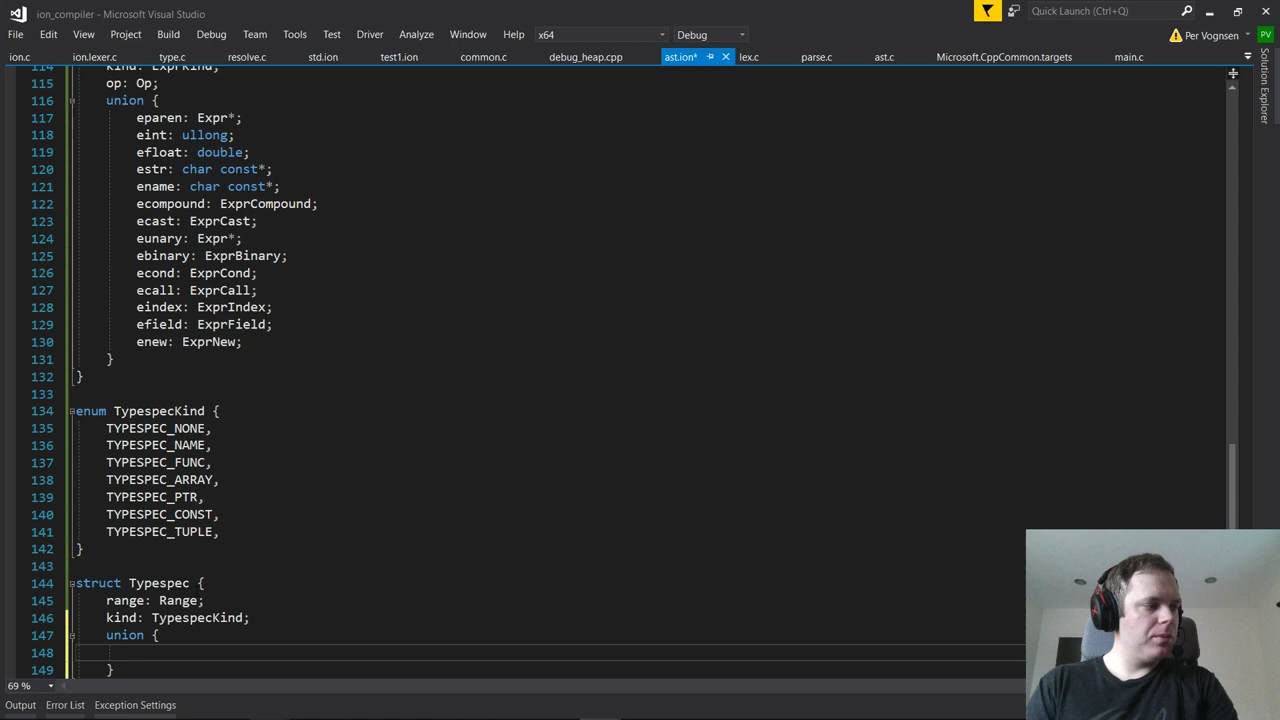 ion_compiler - Microsoft Visual Studio
Quick Launch (Ctrl+Q)
File Edit View Project Build Debug Team Tools Test Driver Analyze Window Help x64 Debug Per Vognsen PV
ion.c ion.lexer.c type.c resolve.c std.ion test1.ion common.c debug_heap.cpp ast.ion* lex.c parse.c ast.c Microsoft.CppCommon.targets main.c
Solution Explorer
114 kind: ExprKind;
115 op: Op;
116 union {
117 eparen: Expr*;
118 eint: ullong;
119 efloat: double;
120 estr: char const*;
121 ename: char const*;
122 ecompound: ExprCompound;
123 ecast: ExprCast;
124 eunary: Expr*;
125 ebinary: ExprBinary;
126 econd: ExprCond;
127 ecall: ExprCall;
128 eindex: ExprIndex;
129 efield: ExprField;
130 enew: ExprNew;
131 }
132 }
133
134 enum TypespecKind {
135 TYPESPEC_NONE,
136 TYPESPEC_NAME,
137 TYPESPEC_FUNC,
138 TYPESPEC_ARRAY,
139 TYPESPEC_PTR,
140 TYPESPEC_CONST,
141 TYPESPEC_TUPLE,
142 }
143
144 struct Typespec {
145 range: Range;
146 kind: TypespecKind;
147 union {
148
149 }
69 %
Output Error List Exception Settings